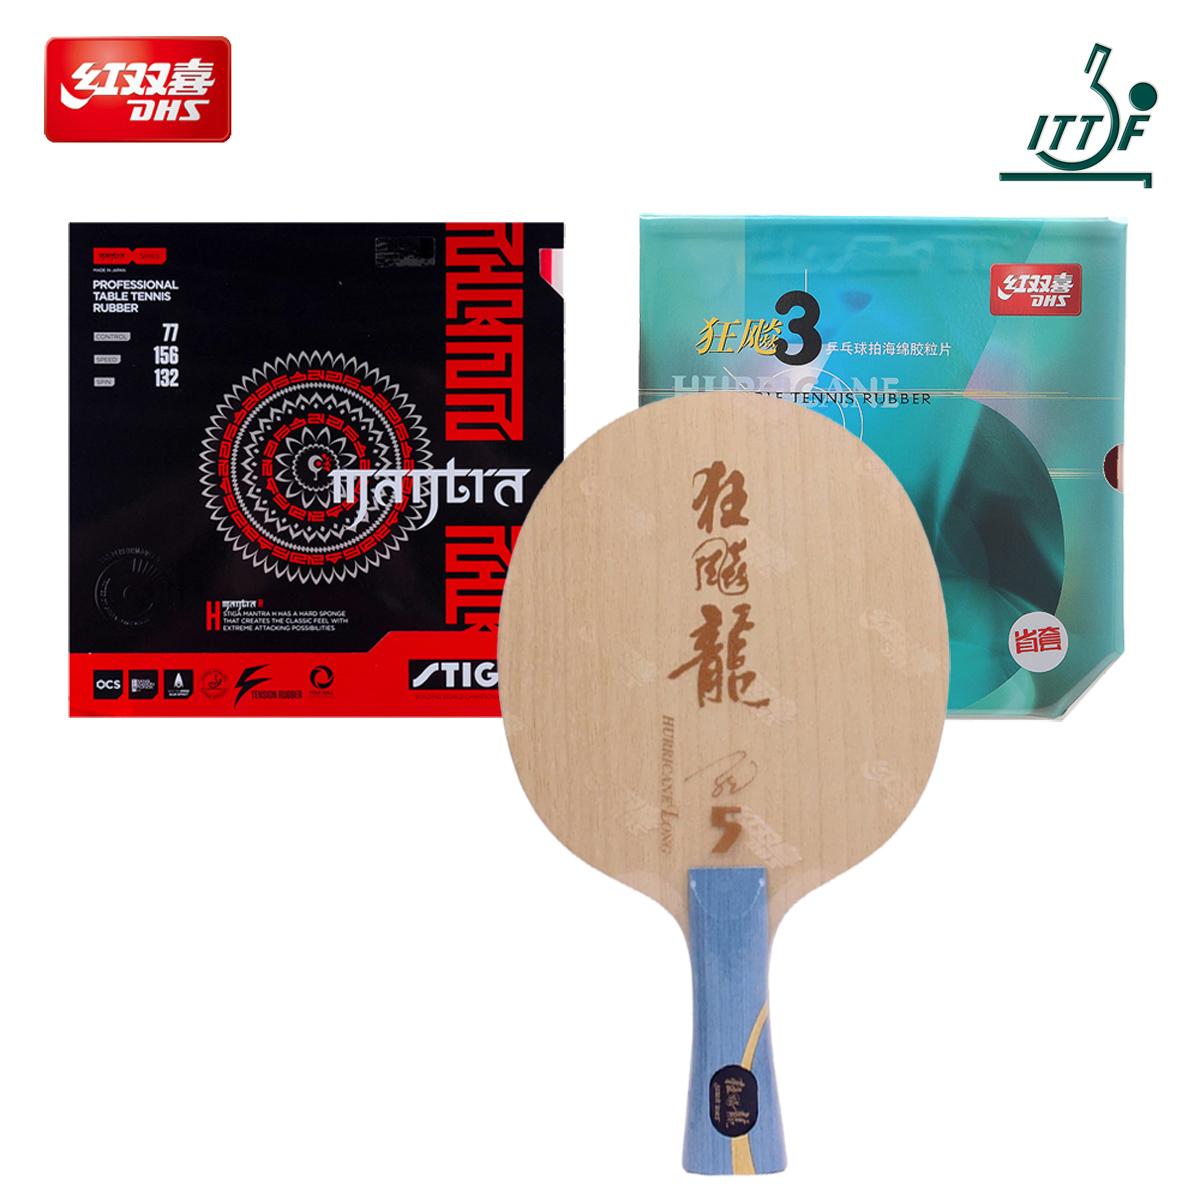 红双喜
DHS
ITTF
mantra
SERIES
MADE IN JAPAN
PROFESSIONAL
TABLE TENNIS
RUBBER
CONTROL 77
SPEED 156
SPIN 132
mantra
H mantra H
STIGA MANTRA H HAS A HARD SPONGE
THAT CREATES THE CLASSIC FEEL WITH
EXTREME ATTACKING POSSIBILITIES
OCS
TENSION RUBBER
STIG
红双喜
DHS
狂飚3
乒乓球拍海绵胶粒片
HURRICANE
TENNIS RUBBER
省套
狂
飚
龍
HURRICANE LONG
5